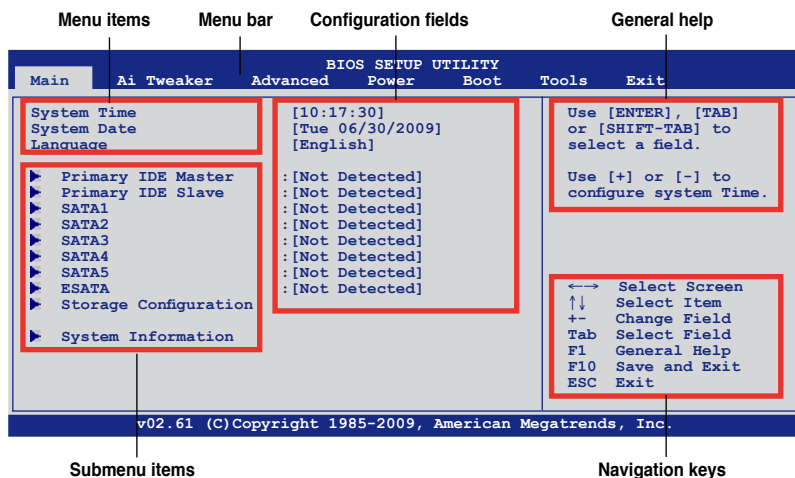 Menu items Menu bar Configuration fields General help
BIOS SETUP UTILITY
Main Ai Tweaker Advanced Power Boot Tools Exit
System Time [10:17:30]
System Date [Tue 06/30/2009]
Language [English]
Primary IDE Master :[Not Detected]
Primary IDE Slave :[Not Detected]
SATA1 :[Not Detected]
SATA2 :[Not Detected]
SATA3 :[Not Detected]
SATA4 :[Not Detected]
SATA5 :[Not Detected]
ESATA :[Not Detected]
Storage Configuration
System Information
Use [ENTER], [TAB]
or [SHIFT-TAB] to
select a field.
Use [+] or [-] to
configure system Time.
←→ Select Screen
↑↓ Select Item
+- Change Field
Tab Select Field
F1 General Help
F10 Save and Exit
ESC Exit
v02.61 (C)Copyright 1985-2009, American Megatrends, Inc.
Submenu items Navigation keys